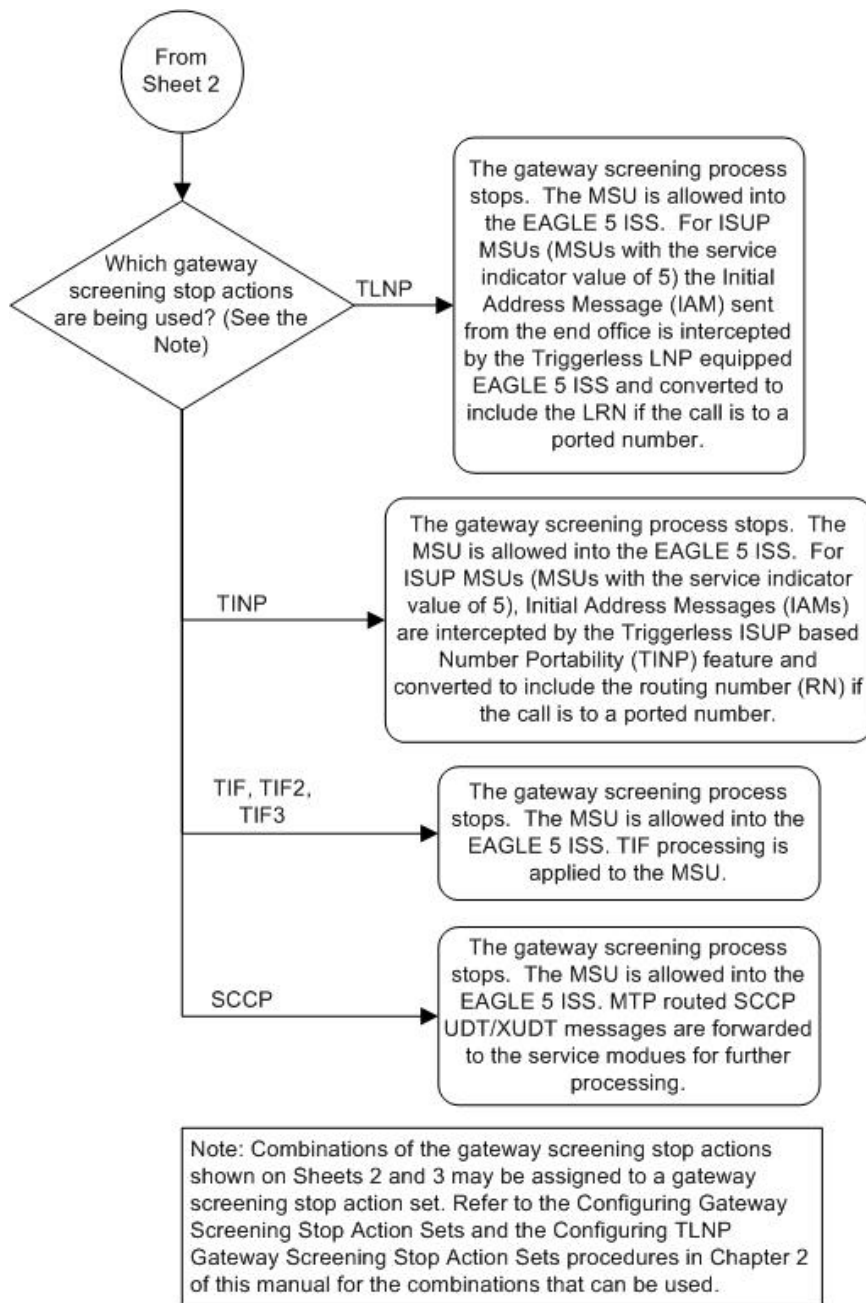 From
Sheet 2
Which gateway
screening stop actions
are being used? (See the
Note)
TLNP
The gateway screening process
stops.  The MSU is allowed into
the EAGLE 5 ISS.  For ISUP
MSUs (MSUs with the service
indicator value of 5) the Initial
Address Message (IAM) sent
from the end office is intercepted
by the Triggerless LNP equipped
EAGLE 5 ISS and converted to
include the LRN if the call is to a
ported number.
TINP
The gateway screening process stops.  The
MSU is allowed into the EAGLE 5 ISS.  For
ISUP MSUs (MSUs with the service indicator
value of 5), Initial Address Messages (IAMs)
are intercepted by the Triggerless ISUP based
Number Portability (TINP) feature and
converted to include the routing number (RN) if
the call is to a ported number.
TIF, TIF2,
TIF3
The gateway screening process
stops.  The MSU is allowed into the
EAGLE 5 ISS. TIF processing is
applied to the MSU.
SCCP
The gateway screening process
stops.  The MSU is allowed into the
EAGLE 5 ISS. MTP routed SCCP
UDT/XUDT messages are forwarded
to the service modues for further
processing.
Note: Combinations of the gateway screening stop actions
shown on Sheets 2 and 3 may be assigned to a gateway
screening stop action set. Refer to the Configuring Gateway
Screening Stop Action Sets and the Configuring TLNP
Gateway Screening Stop Action Sets procedures in Chapter 2
of this manual for the combinations that can be used.